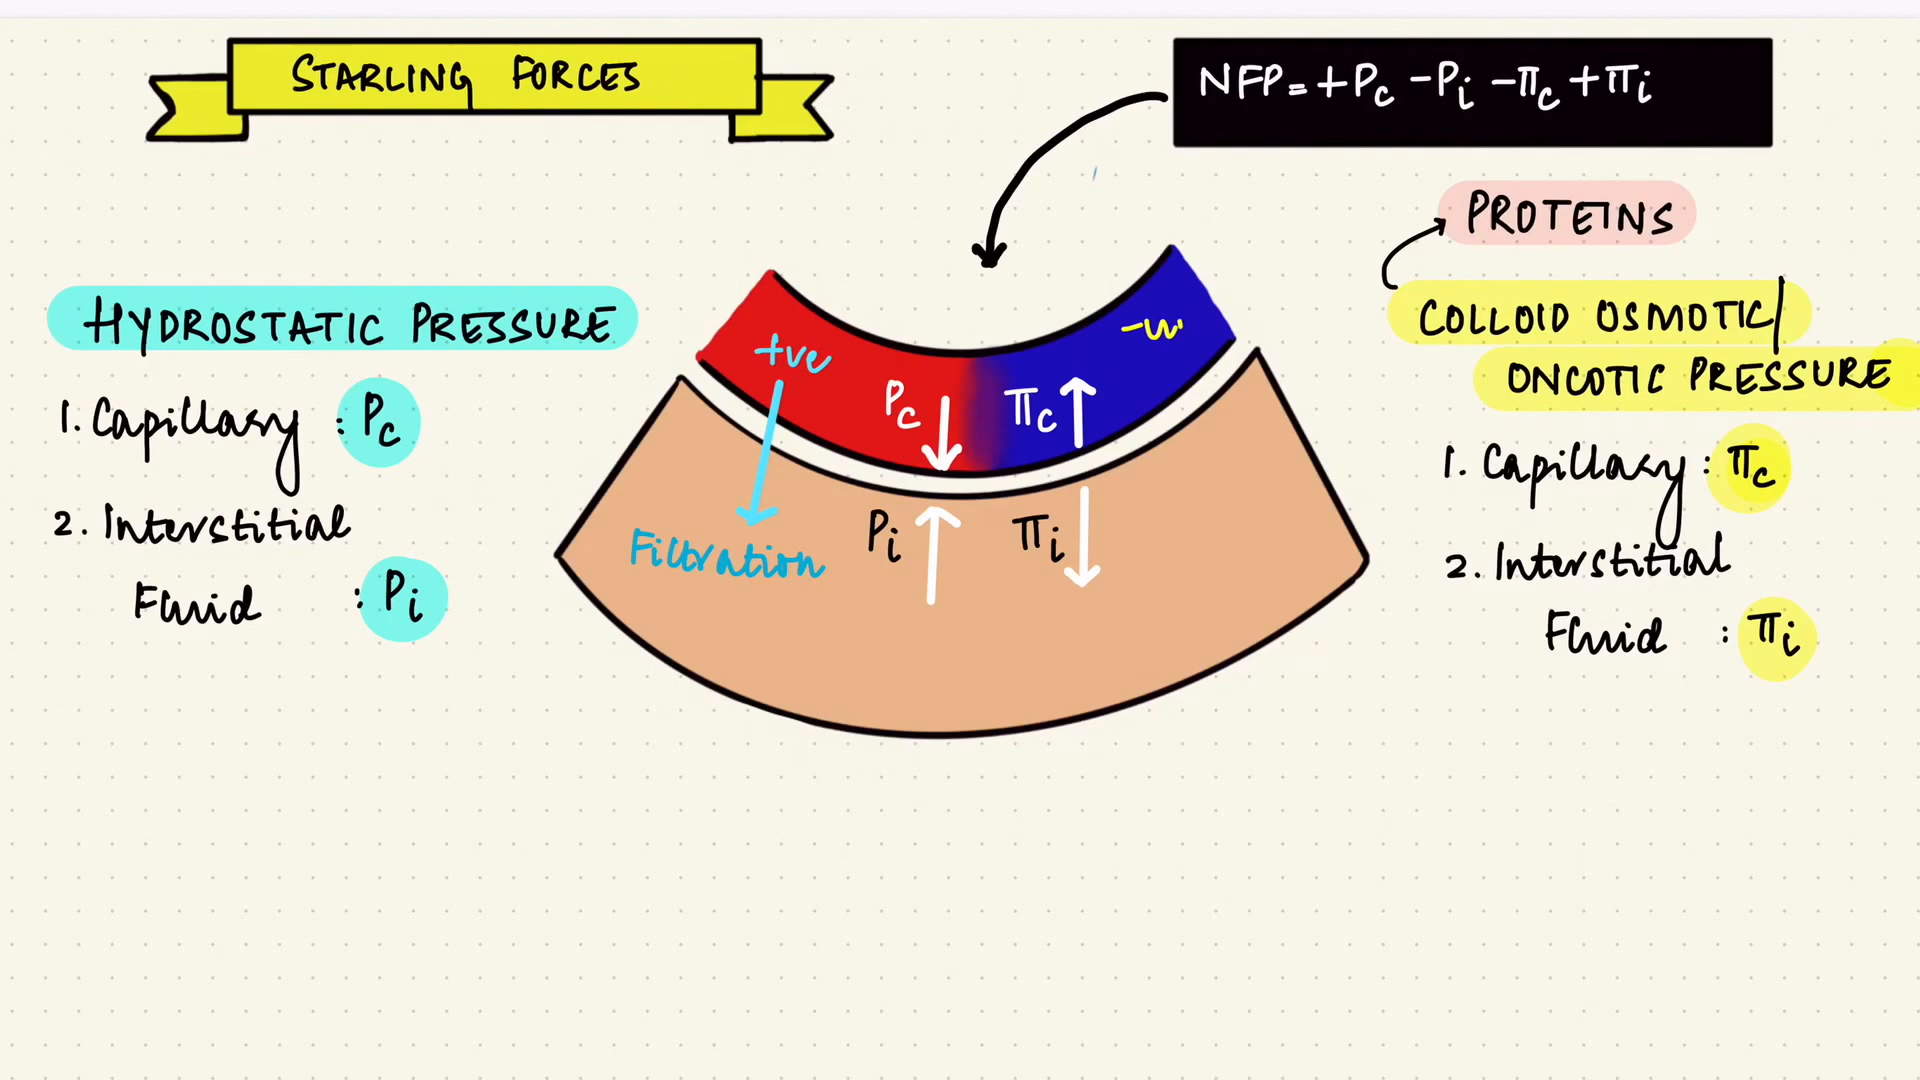 STARLING FORCES
NFP = +Pc -Pi -πc +πi
PROTEINS
HYDROSTATIC PRESSURE
1. Capillary : Pc
2. Interstitial
Fluid : Pi
COLLOID OSMOTIC/
ONCOTIC PRESSURE
1. Capillary : πc
2. Interstitial
Fluid : πi
+ve
Pc
πc
Filtration
Pi
πi